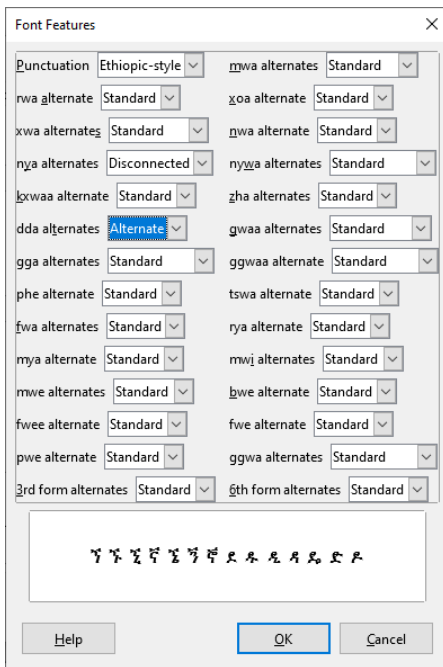 Font Features
Punctuation Ethiopic-style mwa alternates Standard
rwa alternate Standard xoa alternate Standard
xwa alternates Standard nwa alternate Standard
nya alternates Disconnected nywa alternates Standard
kxwaa alternate Standard zha alternate Standard
dda alternates Alternate gwaa alternate Standard
gga alternates Standard ggwaa alternate Standard
phe alternate Standard tswa alternate Standard
fwa alternates Standard rya alternate Standard
mya alternate Standard mwi alternates Standard
mwe alternates Standard bwe alternate Standard
fwee alternate Standard fwe alternate Standard
pwe alternate Standard ggwa alternates Standard
3rd form alternates Standard 6th form alternates Standard
ኘ ኙ ኚ ኛ ኜ ኝ ኞ ዸ ዹ ዺ ዻ ዼ ዽ ዾ
Help OK Cancel